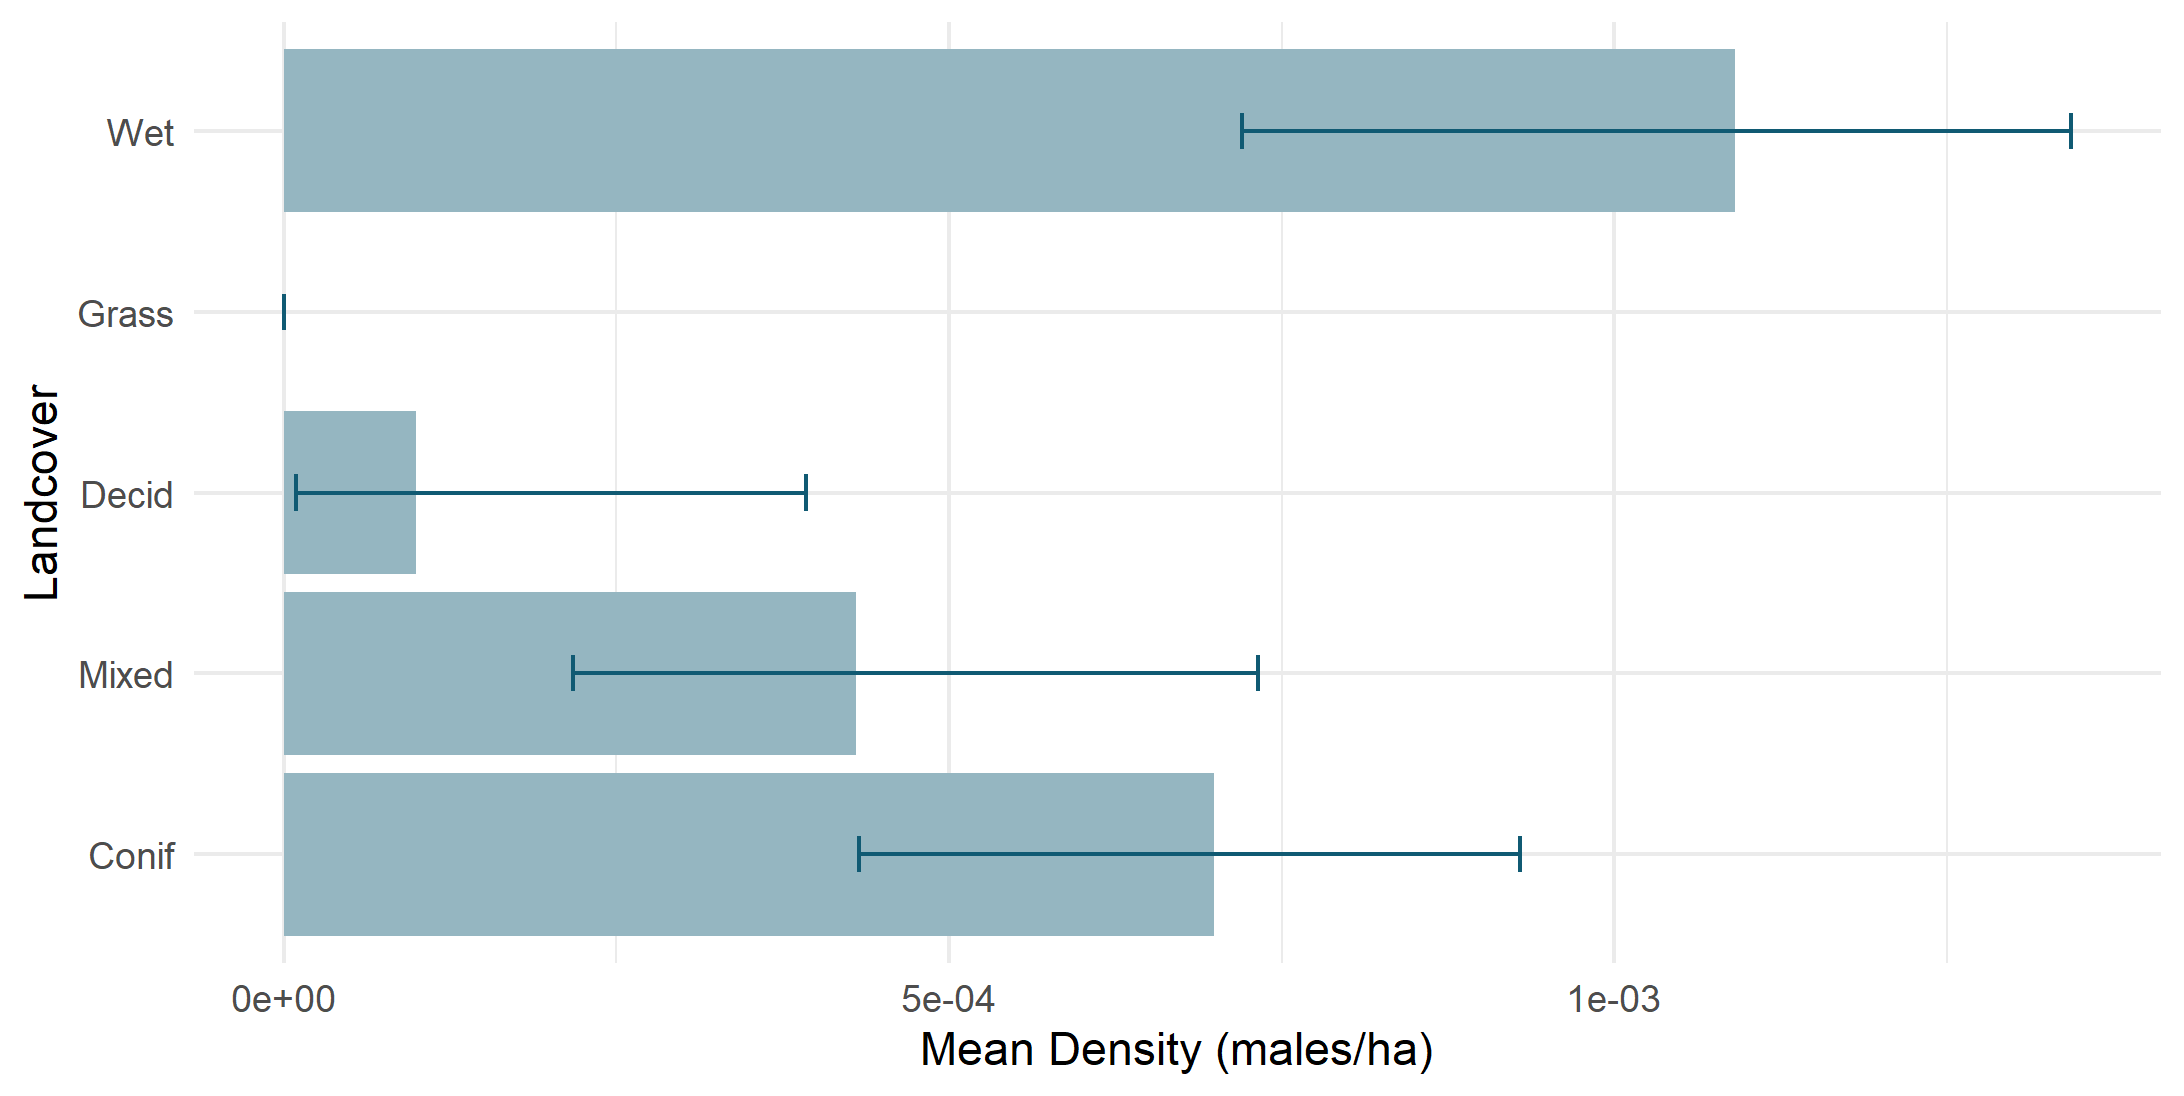 Landcover
Wet
Grass
Decid
Mixed
Conif
0e+00 5e-04 1e-03
Mean Density (males/ha)